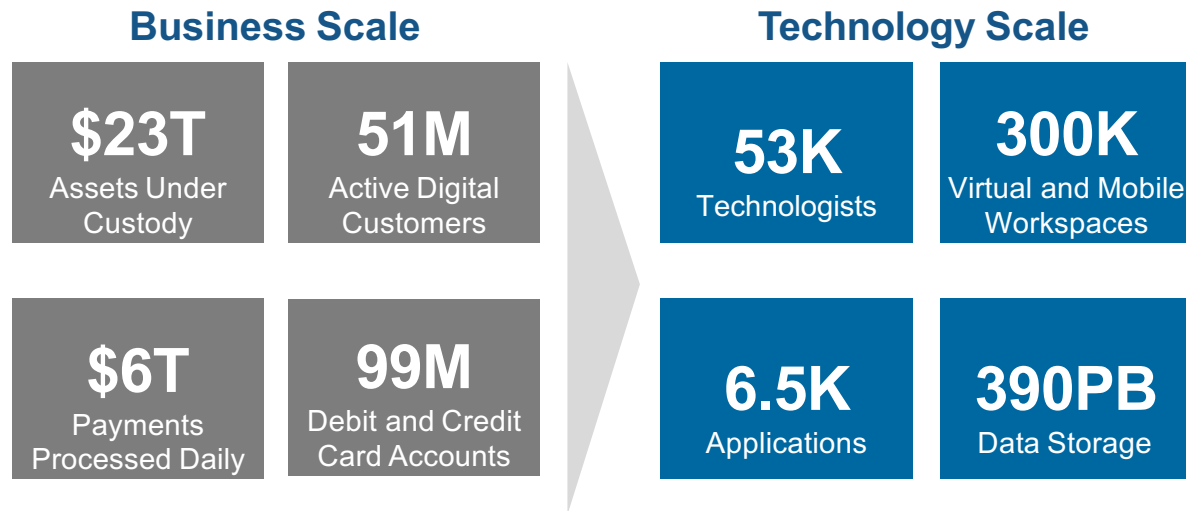 Business Scale
Technology Scale
$23T
Assets Under
Custody
51M
Active Digital
Customers
53K
Technologists
300K
Virtual and Mobile
Workspaces
$6T
Payments
Processed Daily
99M
Debit and Credit
Card Accounts
6.5K
Applications
390PB
Data Storage